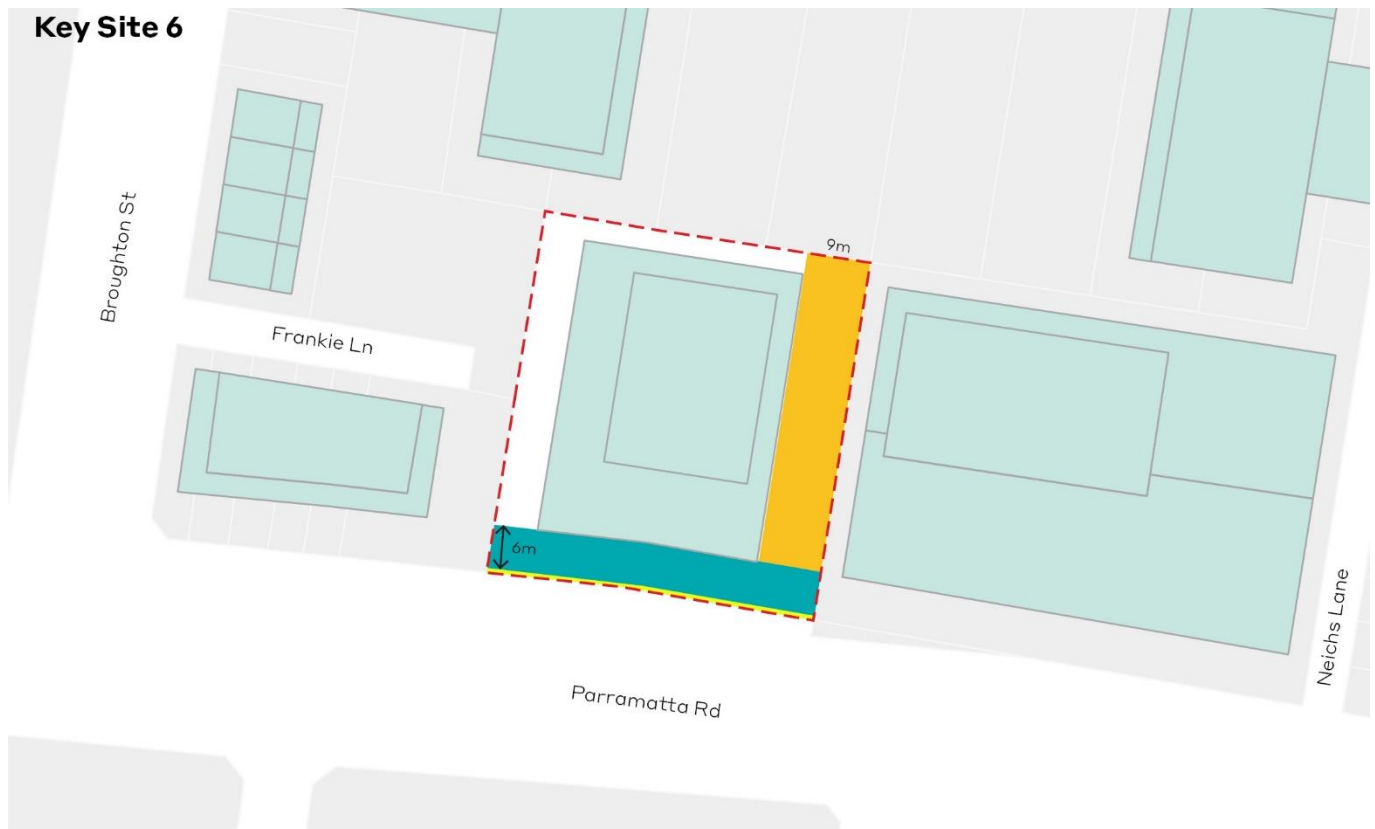 Key Site 6
Broughton St
9m
Frankie Ln
6m
Neichs Lane
Parramatta Rd